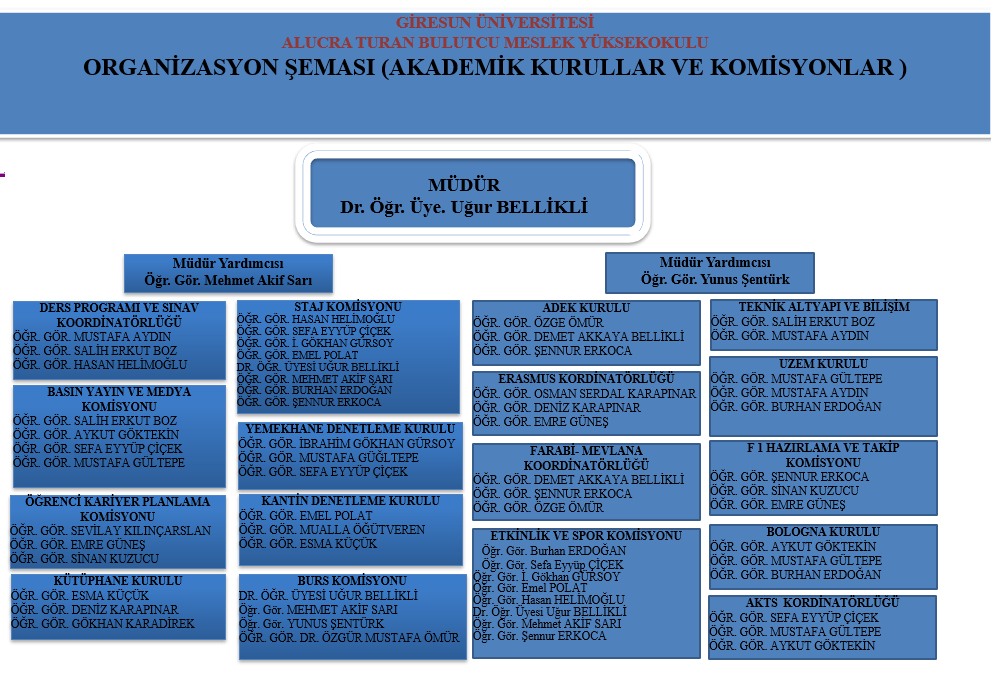 GİRESUN ÜNİVERSİTESİ
ALUCRA TURAN BULUTCU MESLEK YÜKSEKOKULU
ORGANİZASYON ŞEMASI (AKADEMİK KURULLAR VE KOMİSYONLAR )
MÜDÜR
Dr. Öğr. Üye. Uğur BELLİKLİ
Müdür Yardımcısı
Öğr. Gör. Mehmet Akif Sarı
Müdür Yardımcısı
Öğr. Gör. Yunus Şentürk
DERS PROGRAMI VE SINAV
KOORDİNATÖRLÜĞÜ
ÖĞR. GÖR. MUSTAFA AYDIN
ÖĞR. GÖR. SALİH ERKUT BOZ
ÖĞR. GÖR. HASAN HELİMOĞLU
BASIN YAYIN VE MEDYA
KOMİSYONU
ÖĞR. GÖR. SALİH ERKUT BOZ
ÖĞR. GÖR. AYKUT GÖKTEKİN
ÖĞR. GÖR. SEFA EYYÜP ÇİÇEK
ÖĞR. GÖR. MUSTAFA GÜLTEPE
ÖĞRENCİ KARİYER PLANLAMA
KOMİSYONU
ÖĞR. GÖR. SEVİLAY KILINÇARSLAN
ÖĞR. GÖR. EMRE GÜNEŞ
ÖĞR. GÖR. SİNAN KUZUCU
KÜTÜPHANE KURULU
ÖĞR. GÖR. ESMA KÜÇÜK
ÖĞR. GÖR. DENİZ KARAPINAR
ÖĞR. GÖR. GÖKHAN KARADİREK
STAJ KOMİSYONU
ÖĞR. GÖR. HASAN HELİMOĞLU
ÖĞR. GÖR. SEFA EYYÜP ÇİÇEK
ÖĞR. GÖR. İ. GÖKHAN GÜRSOY
ÖĞR. GÖR. EMEL POLAT
DR. ÖĞR. ÜYESİ UĞUR BELLİKLİ
ÖĞR. GÖR. MEHMET AKİF SARI
ÖĞR. GÖR. BURHAN ERDOĞAN
ÖĞR. GÖR. ŞENNUR ERKOCA
YEMEKHANE DENETLEME KURULU
ÖĞR. GÖR. İBRAHİM GÖKHAN GÜRSOY
ÖĞR. GÖR. MUSTAFA GÜĞLTEPE
ÖĞR. GÖR. SEFA EYYÜP ÇİÇEK
KANTİN DENETLEME KURULU
ÖĞR. GÖR. EMEL POLAT
ÖĞR. GÖR. MUALLA ÖĞÜTVEREN
ÖĞR. GÖR. ESMA KÜÇÜK
BURS KOMİSYONU
DR. ÖĞR. ÜYESİ UĞUR BELLİKLİ
Öğr. Gör. MEHMET AKİF SARI
Öğr. Gör. YUNUS ŞENTÜRK
ÖĞR. GÖR. DR. ÖZGÜR MUSTAFA ÖMÜR
ADEK KURULU
ÖĞR. GÖR. ÖZGE ÖMÜR
ÖĞR. GÖR. DEMET AKKAYA BELLİKLİ
ÖĞR. GÖR. ŞENNUR ERKOCA
ERASMUS KORDİNATÖRLÜĞÜ
ÖĞR. GÖR. OSMAN SERDAL KARAPINAR
ÖĞR. GÖR. DENİZ KARAPINAR
ÖĞR. GÖR. EMRE GÜNEŞ
FARABİ- MEVLANA
KOORDİNATÖRLÜĞÜ
ÖĞR. GÖR. DEMET AKKAYA BELLİKLİ
ÖĞR. GÖR. ŞENNUR ERKOCA
ÖĞR. GÖR. ÖZGE ÖMÜR
ETKİNLİK VE SPOR KOMİSYONU
Öğr. Gör. Burhan ERDOĞAN
Öğr. Gör. Sefa Eyyüp ÇİÇEK
Öğr. Gör. İ. Gökhan GÜRSOY
Öğr. Gör. Emel POLAT
Öğr. Gör. Hasan HELİMOĞLU
Dr. Öğr. Üyesi Uğur BELLİKLİ
Öğr. Gör. Mehmet AKİF SARI
Öğr. Gör. Şennur ERKOCA
TEKNİK ALTYAPI VE BİLİŞİM
ÖĞR. GÖR. SALİH ERKUT BOZ
ÖĞR. GÖR. MUSTAFA AYDIN
UZEM KURULU
ÖĞR. GÖR. MUSTAFA GÜLTEPE
ÖĞR. GÖR. MUSTAFA AYDIN
ÖĞR. GÖR. BURHAN ERDOĞAN
F 1 HAZIRLAMA VE TAKİP
KOMİSYONU
ÖĞR. GÖR. ŞENNUR ERKOCA
ÖĞR. GÖR. SİNAN KUZUCU
ÖĞR. GÖR. EMRE GÜNEŞ
BOLOGNA KURULU
ÖĞR. GÖR. AYKUT GÖKTEKİN
ÖĞR. GÖR. MUSTAFA GÜLTEPE
ÖĞR. GÖR. BURHAN ERDOĞAN
AKTS KORDİNATÖRLÜĞÜ
ÖĞR. GÖR. SEFA EYYÜP ÇİÇEK
ÖĞR. GÖR. MUSTAFA GÜLTEPE
ÖĞR. GÖR. AYKUT GÖKTEKİN